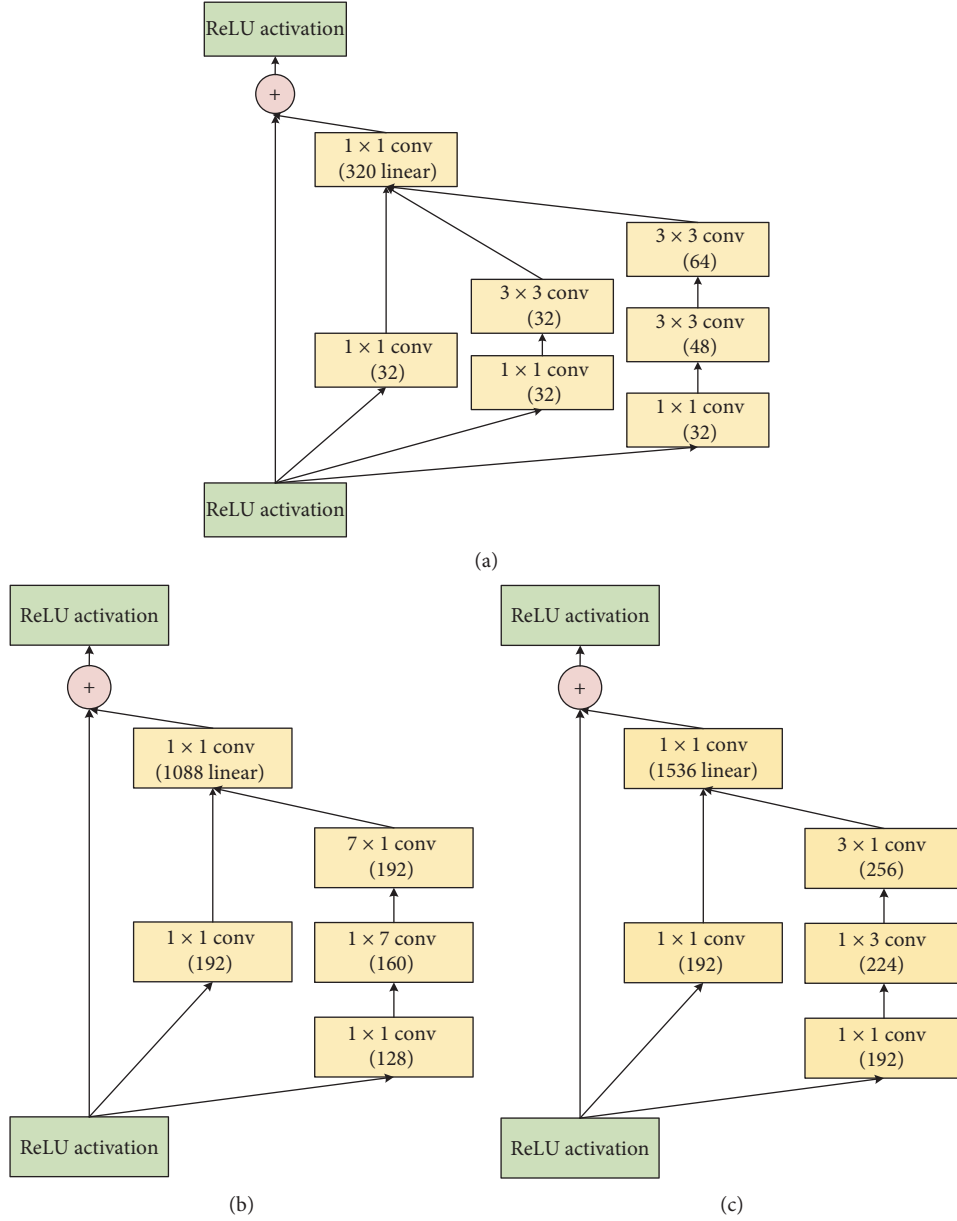 ReLU activation
+
1 × 1 conv
(320 linear)
3 × 3 conv
(64)
3 × 3 conv
(32)
3 × 3 conv
(48)
1 × 1 conv
(32)
1 × 1 conv
(32)
1 × 1 conv
(32)
ReLU activation
(a)
ReLU activation
+
1 × 1 conv
(1088 linear)
7 × 1 conv
(192)
1 × 1 conv
(192)
1 × 7 conv
(160)
1 × 1 conv
(128)
ReLU activation
(b)
ReLU activation
+
1 × 1 conv
(1536 linear)
3 × 1 conv
(256)
1 × 1 conv
(192)
1 × 3 conv
(224)
1 × 1 conv
(192)
ReLU activation
(c)